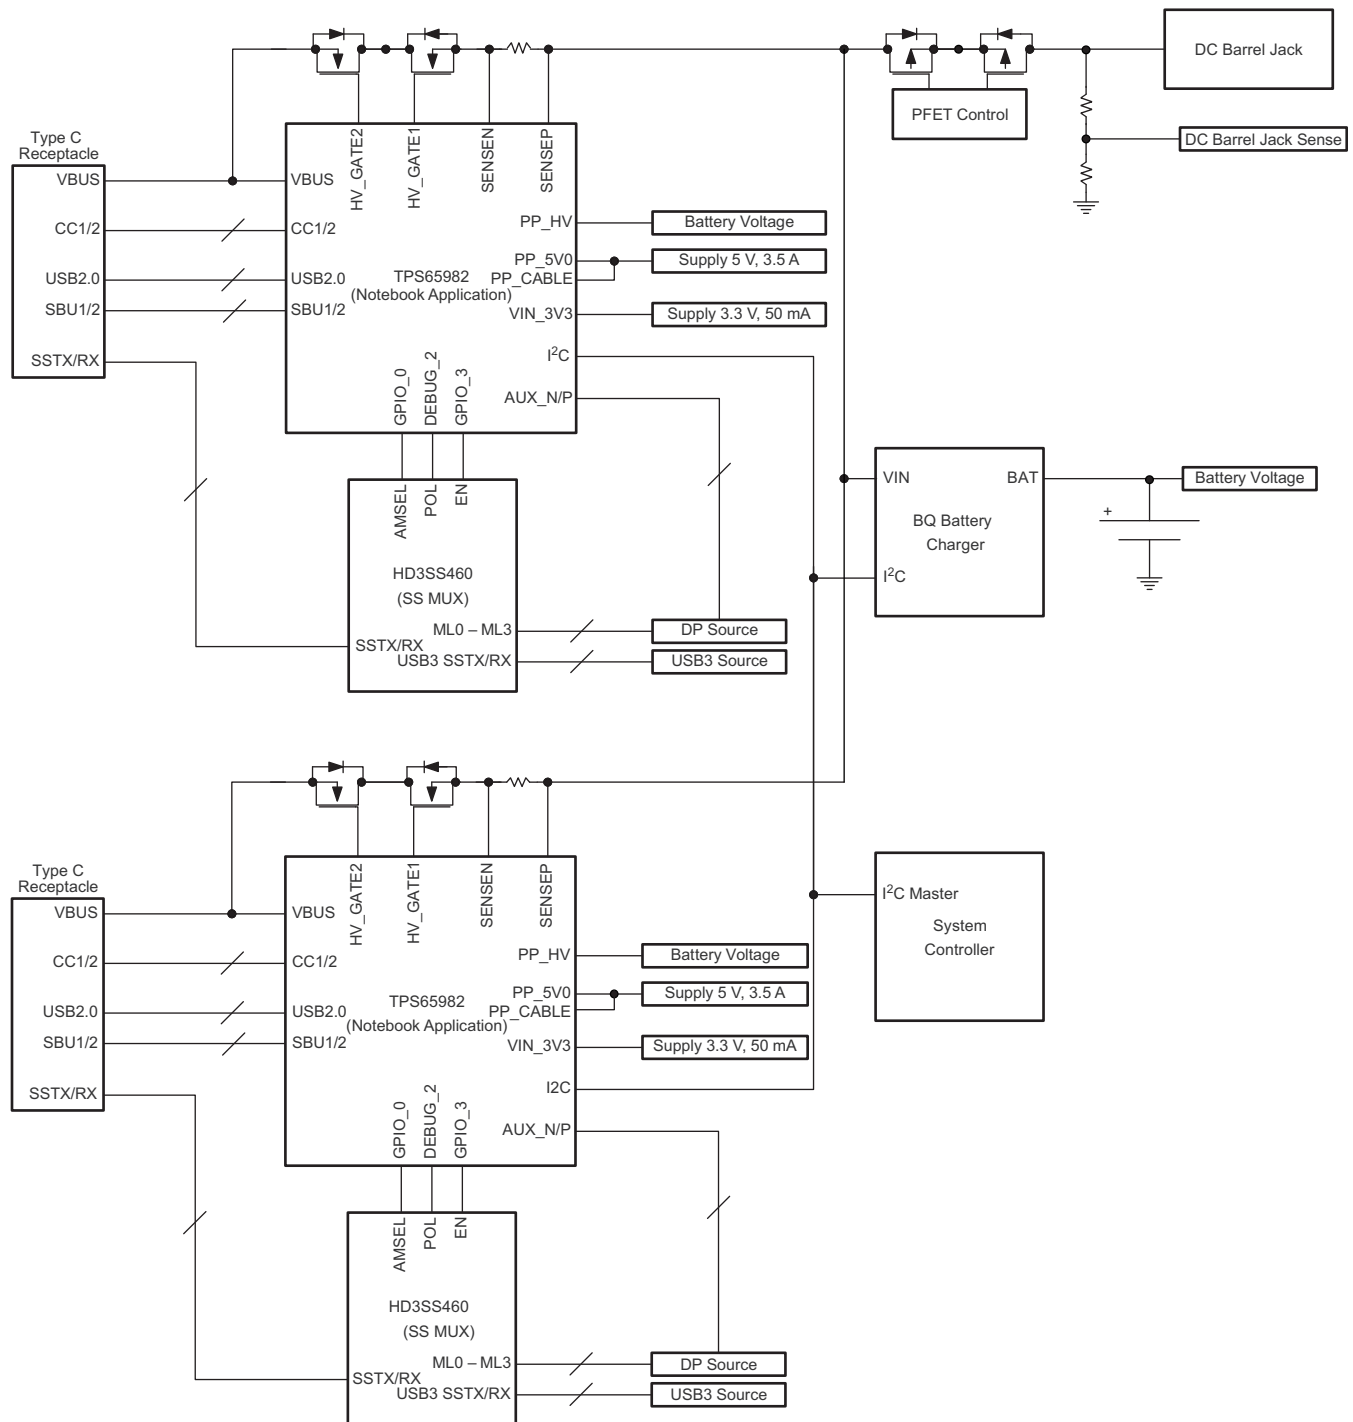 DC Barrel Jack
PFET Control
DC Barrel Jack Sense
Type C
Receptacle
VBUS
CC1/2
USB2.0
SBU1/2
SSTX/RX
HV_GATE2
HV_GATE1
SENSEN
SENSEP
VBUS
CC1/2
USB2.0
SBU1/2
TPS65982
(Notebook Application)
PP_HV
PP_5V0
PP_CABLE
VIN_3V3
I²C
AUX_N/P
GPIO_0
DEBUG_2
GPIO_3
Battery Voltage
Supply 5 V, 3.5 A
Supply 3.3 V, 50 mA
AMSEL
POL
EN
HD3SS460
(SS MUX)
ML0 – ML3
SSTX/RX
USB3 SSTX/RX
DP Source
USB3 Source
VIN
BAT
BQ Battery
Charger
I²C
Battery Voltage
+
Type C
Receptacle
VBUS
CC1/2
USB2.0
SBU1/2
SSTX/RX
HV_GATE2
HV_GATE1
SENSEN
SENSEP
VBUS
CC1/2
USB2.0
SBU1/2
TPS65982
(Notebook Application)
PP_HV
PP_5V0
PP_CABLE
VIN_3V3
I2C
AUX_N/P
GPIO_0
DEBUG_2
GPIO_3
Battery Voltage
Supply 5 V, 3.5 A
Supply 3.3 V, 50 mA
I²C Master
System
Controller
AMSEL
POL
EN
HD3SS460
(SS MUX)
ML0 – ML3
SSTX/RX
USB3 SSTX/RX
DP Source
USB3 Source